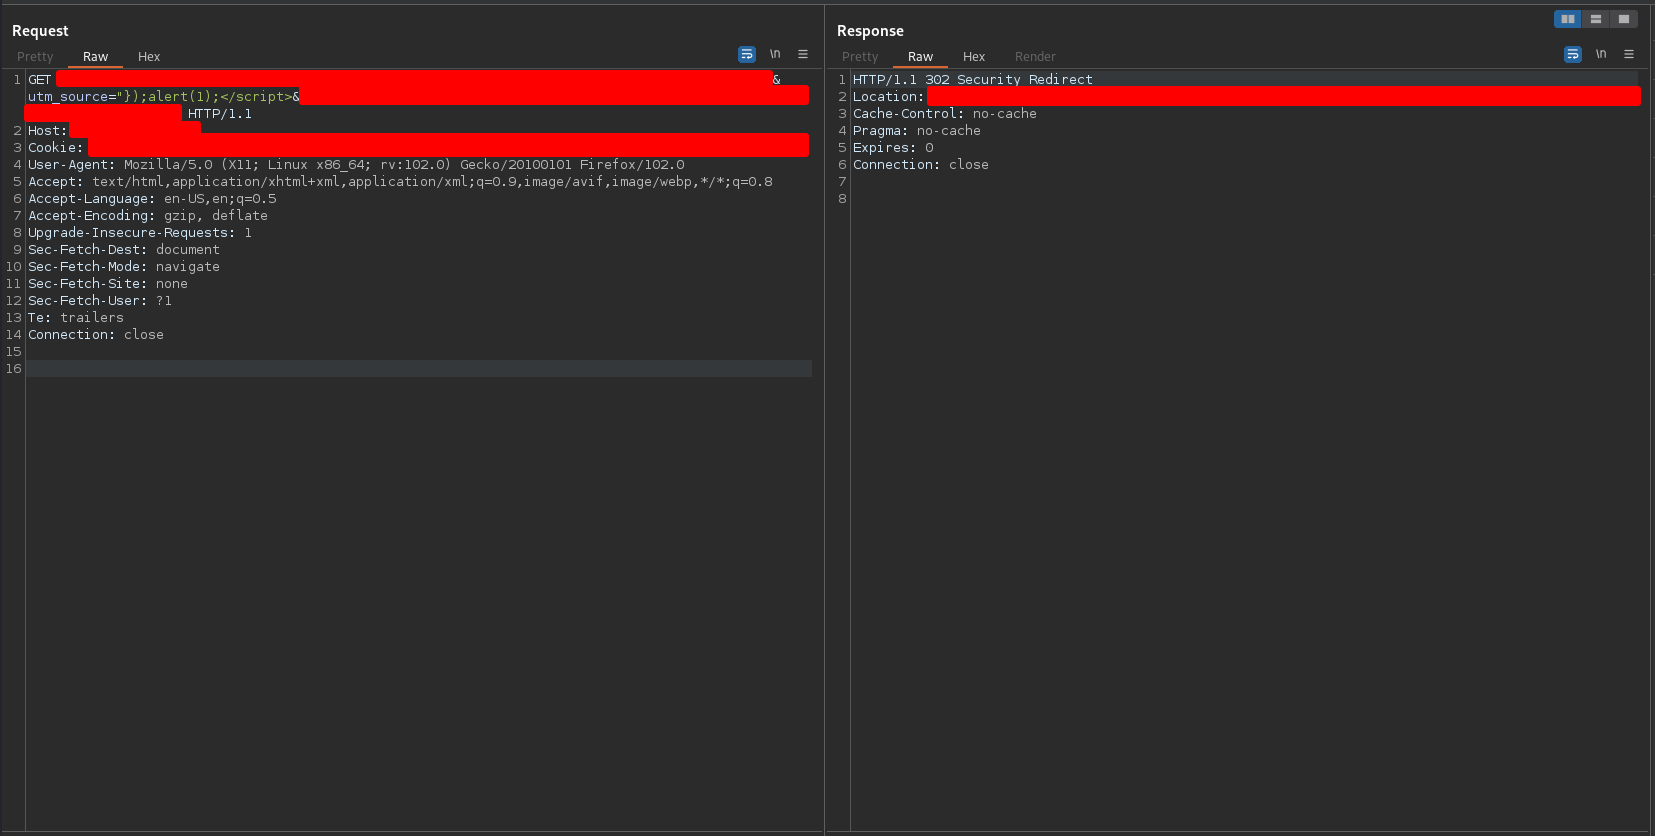 Request
Pretty Raw Hex \n
1 GET &
utm_source="});alert(1);</script>&
HTTP/1.1
2 Host:
3 Cookie:
4 User-Agent: Mozilla/5.0 (X11; Linux x86_64; rv:102.0) Gecko/20100101 Firefox/102.0
5 Accept: text/html,application/xhtml+xml,application/xml;q=0.9,image/avif,image/webp,*/*;q=0.8
6 Accept-Language: en-US,en;q=0.5
7 Accept-Encoding: gzip, deflate
8 Upgrade-Insecure-Requests: 1
9 Sec-Fetch-Dest: document
10 Sec-Fetch-Mode: navigate
11 Sec-Fetch-Site: none
12 Sec-Fetch-User: ?1
13 Te: trailers
14 Connection: close
15
16
Response
Pretty Raw Hex Render \n
1 HTTP/1.1 302 Security Redirect
2 Location:
3 Cache-Control: no-cache
4 Pragma: no-cache
5 Expires: 0
6 Connection: close
7
8